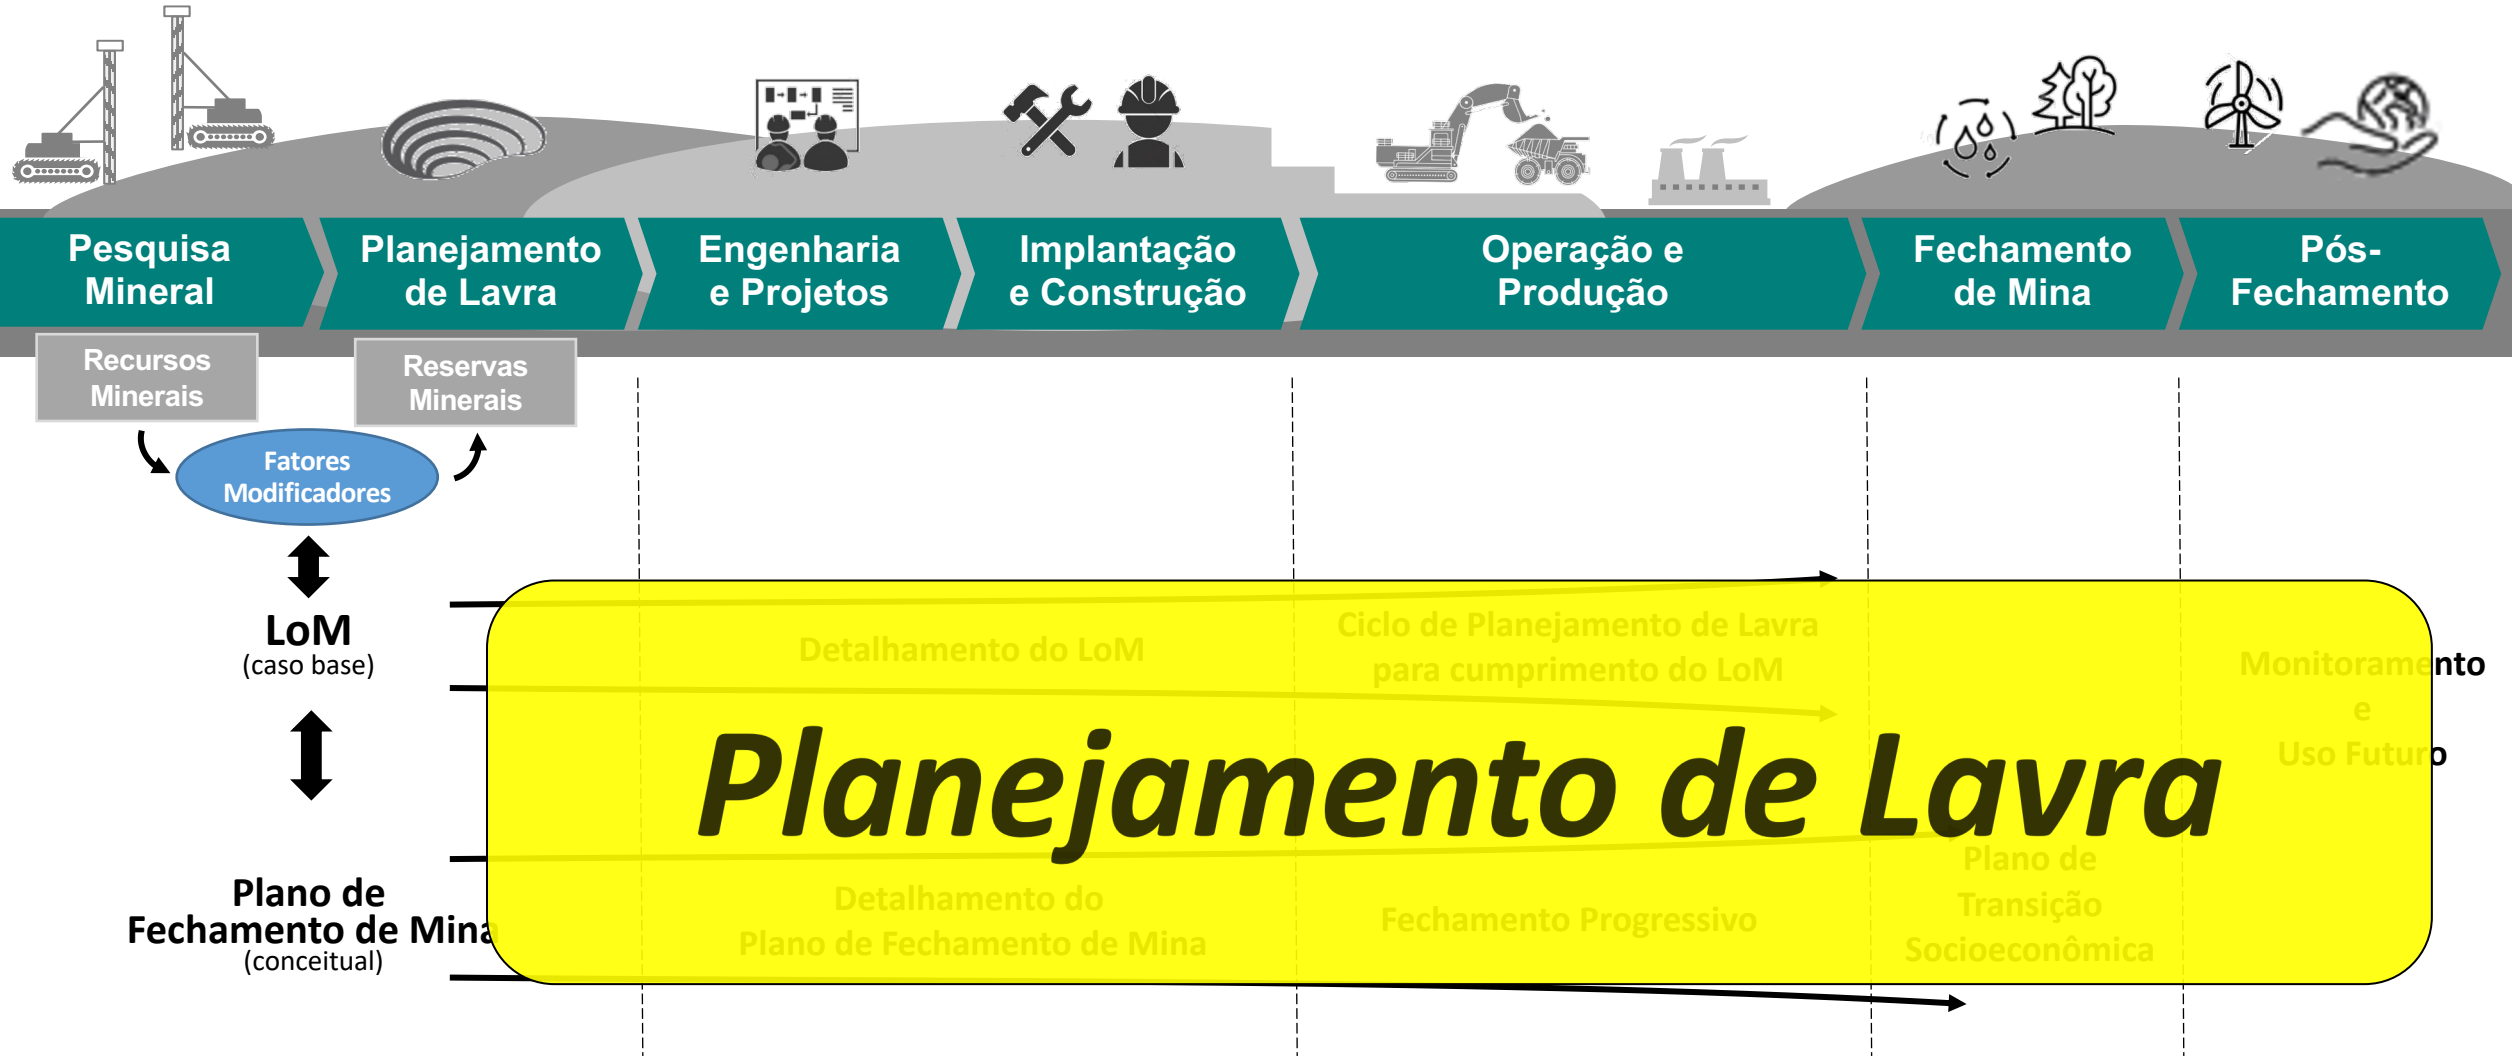 Pesquisa
Mineral
Planejamento
de Lavra
Engenharia
e Projetos
Implantação
e Construção
Operação e
Produção
Fechamento
de Mina
Pós-
Fechamento
Recursos
Minerais
Reservas
Minerais
Fatores
Modificadores
LoM
(caso base)
Detalhamento do LoM
Ciclo de Planejamento de Lavra
para cumprimento do LoM
Monitoramento
e
Uso Futuro
Planejamento de Lavra
Plano de
Fechamento de Mina
(conceitual)
Detalhamento do
Plano de Fechamento de Mina
Fechamento Progressivo
Plano de
Transição
Socioeconômica